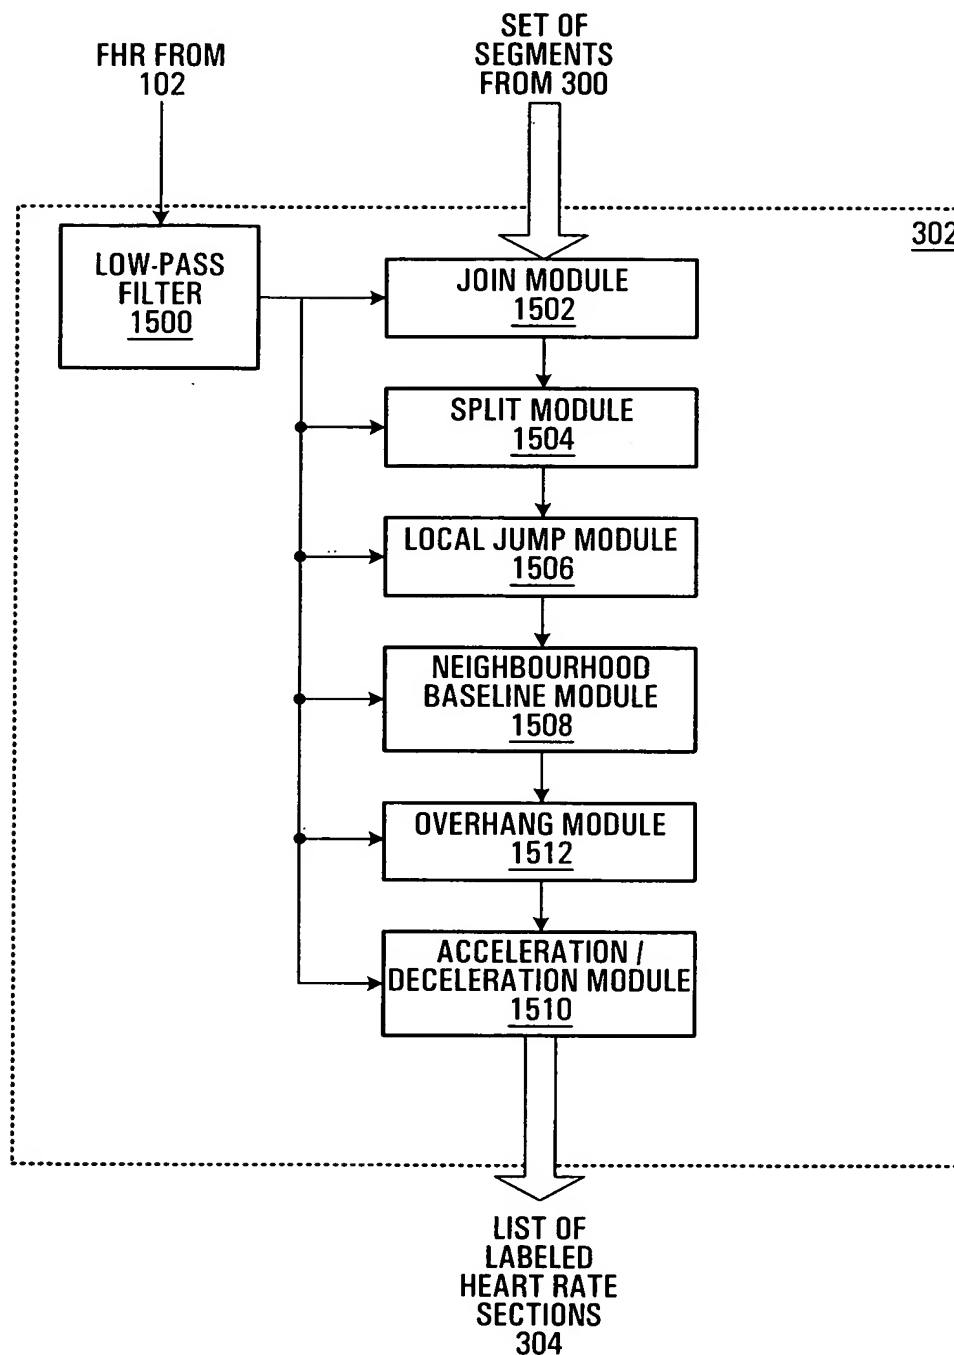 FHR FROM
102
SET OF
SEGMENTS
FROM 300
302
LOW-PASS
FILTER
1500
JOIN MODULE
1502
SPLIT MODULE
1504
LOCAL JUMP MODULE
1506
NEIGHBOURHOOD
BASELINE MODULE
1508
OVERHANG MODULE
1512
ACCELERATION /
DECELERATION MODULE
1510
LIST OF
LABELED
HEART RATE
SECTIONS
304